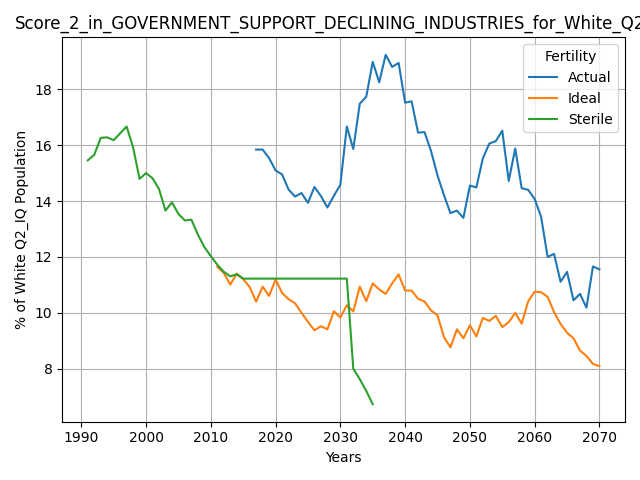 Score_2_in_GOVERNMENT_SUPPORT_DECLINING_INDUSTRIES_for_White_Q2
Fertility
Actual
Ideal
Sterile
% of White Q2_IQ Population
18
16
14
12
10
8
1990 2000 2010 2020 2030 2040 2050 2060 2070
Years